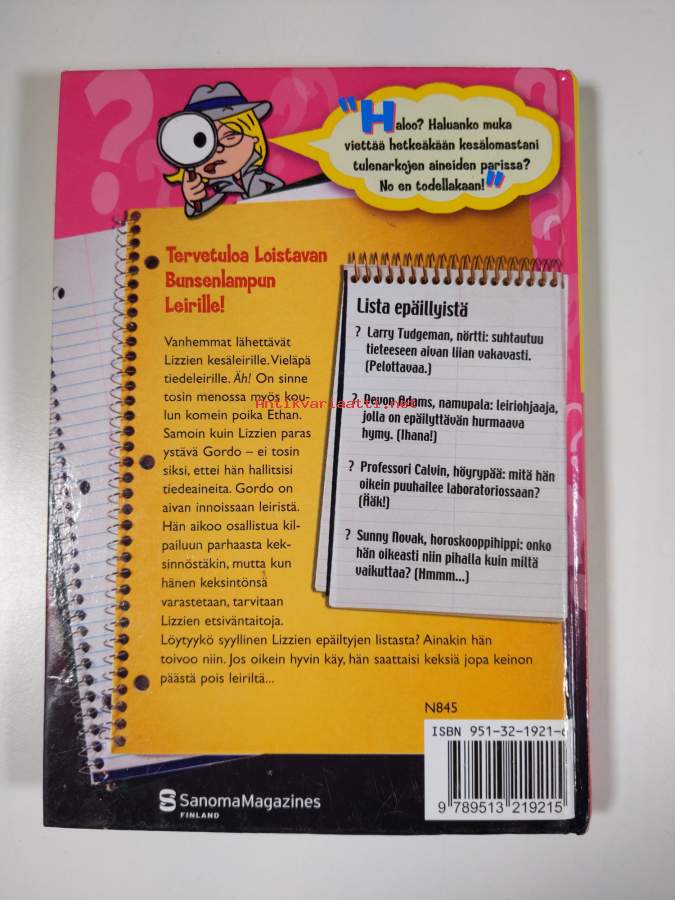 "Haloo? Haluanko muka
viettää hetkeäkään kesälomastani
tulenarkojen aineiden parissa?
No en todellakaan!"
Tervetuloa Loistavan
Bunsenlampun
Leirille!
Vanhemmat lähettävät
Lizzien kesäleirille. Vieläpä
tiedeleirille. Äh! On sinne
tosin menossa myös kou-
lun komein poika Ethan.
Samoin kuin Lizzien paras
ystävä Gordo – ei tosin
siksi, ettei hän hallitsisi
tiedeaineita. Gordo on
aivan innoissaan leiristä.
Hän aikoo osallistua kil-
pailuun parhaasta kek-
sinnöstäkin, mutta kun
hänen keksintönsä
varastetaan, tarvitaan
Lizzien etsiväntaitoja.
Löytyykö syyllinen Lizzien epäiltyjen listasta? Ainakin hän
toivoo niin. Jos oikein hyvin käy, hän saattaisi keksiä jopa keinon
päästä pois leiriltä...
Lista epäillyistä
? Larry Tudgeman, nörtti: suhtautuu
tieteeseen aivan liian vakavasti.
(Pelottavaa.)
? Devon Adams, namupala: leiriohjaaja,
jolla on epäilyttävän hurmaava
hymy. (Ihana!)
? Professori Calvin, höyrypää: mitä hän
oikein puuhailee laboratoriossaan?
(Ääk!)
? Sunny Novak, horoskooppihippi: onko
hän oikeasti niin pihalla kuin miltä
vaikuttaa? (Hmmm...)
Antikvariaatti.net
N845
ISBN 951-32-1921-6
9 789513 219215
SanomaMagazines
FINLAND